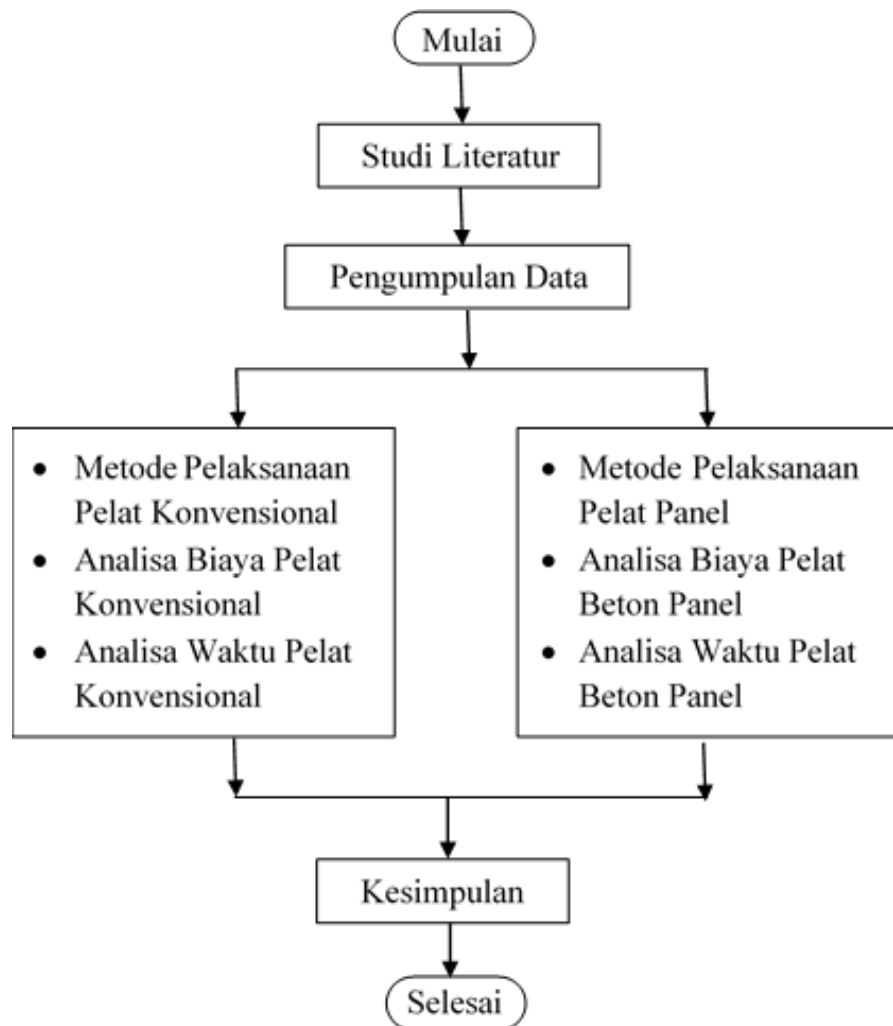 Mulai
Studi Literatur
Pengumpulan Data
• Metode Pelaksanaan
Pelat Konvensional
• Analisa Biaya Pelat
Konvensional
• Analisa Waktu Pelat
Konvensional
• Metode Pelaksanaan
Pelat Panel
• Analisa Biaya Pelat
Beton Panel
• Analisa Waktu Pelat
Beton Panel
Kesimpulan
Selesai